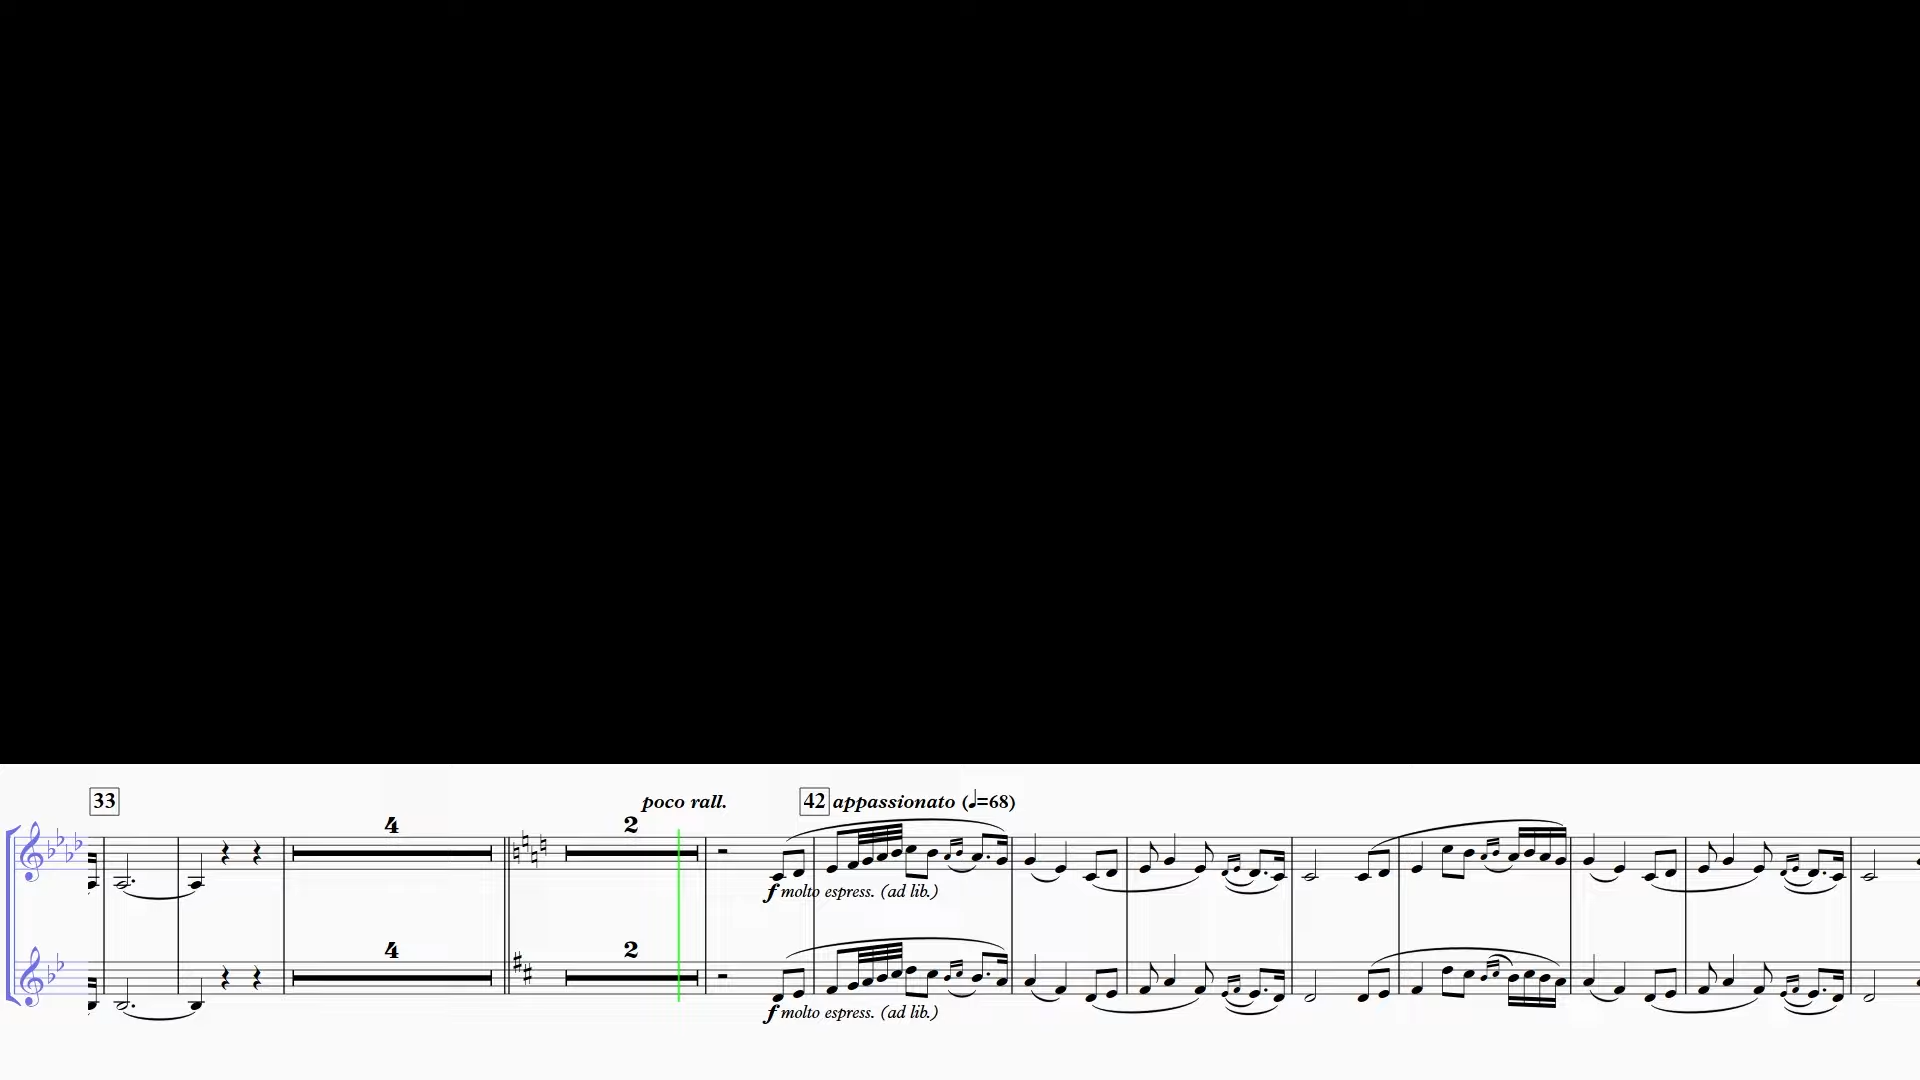 33
poco rall.
42 appassionato (♩=68)
4
2
f molto espress. (ad lib.)
4
2
f molto espress. (ad lib.)